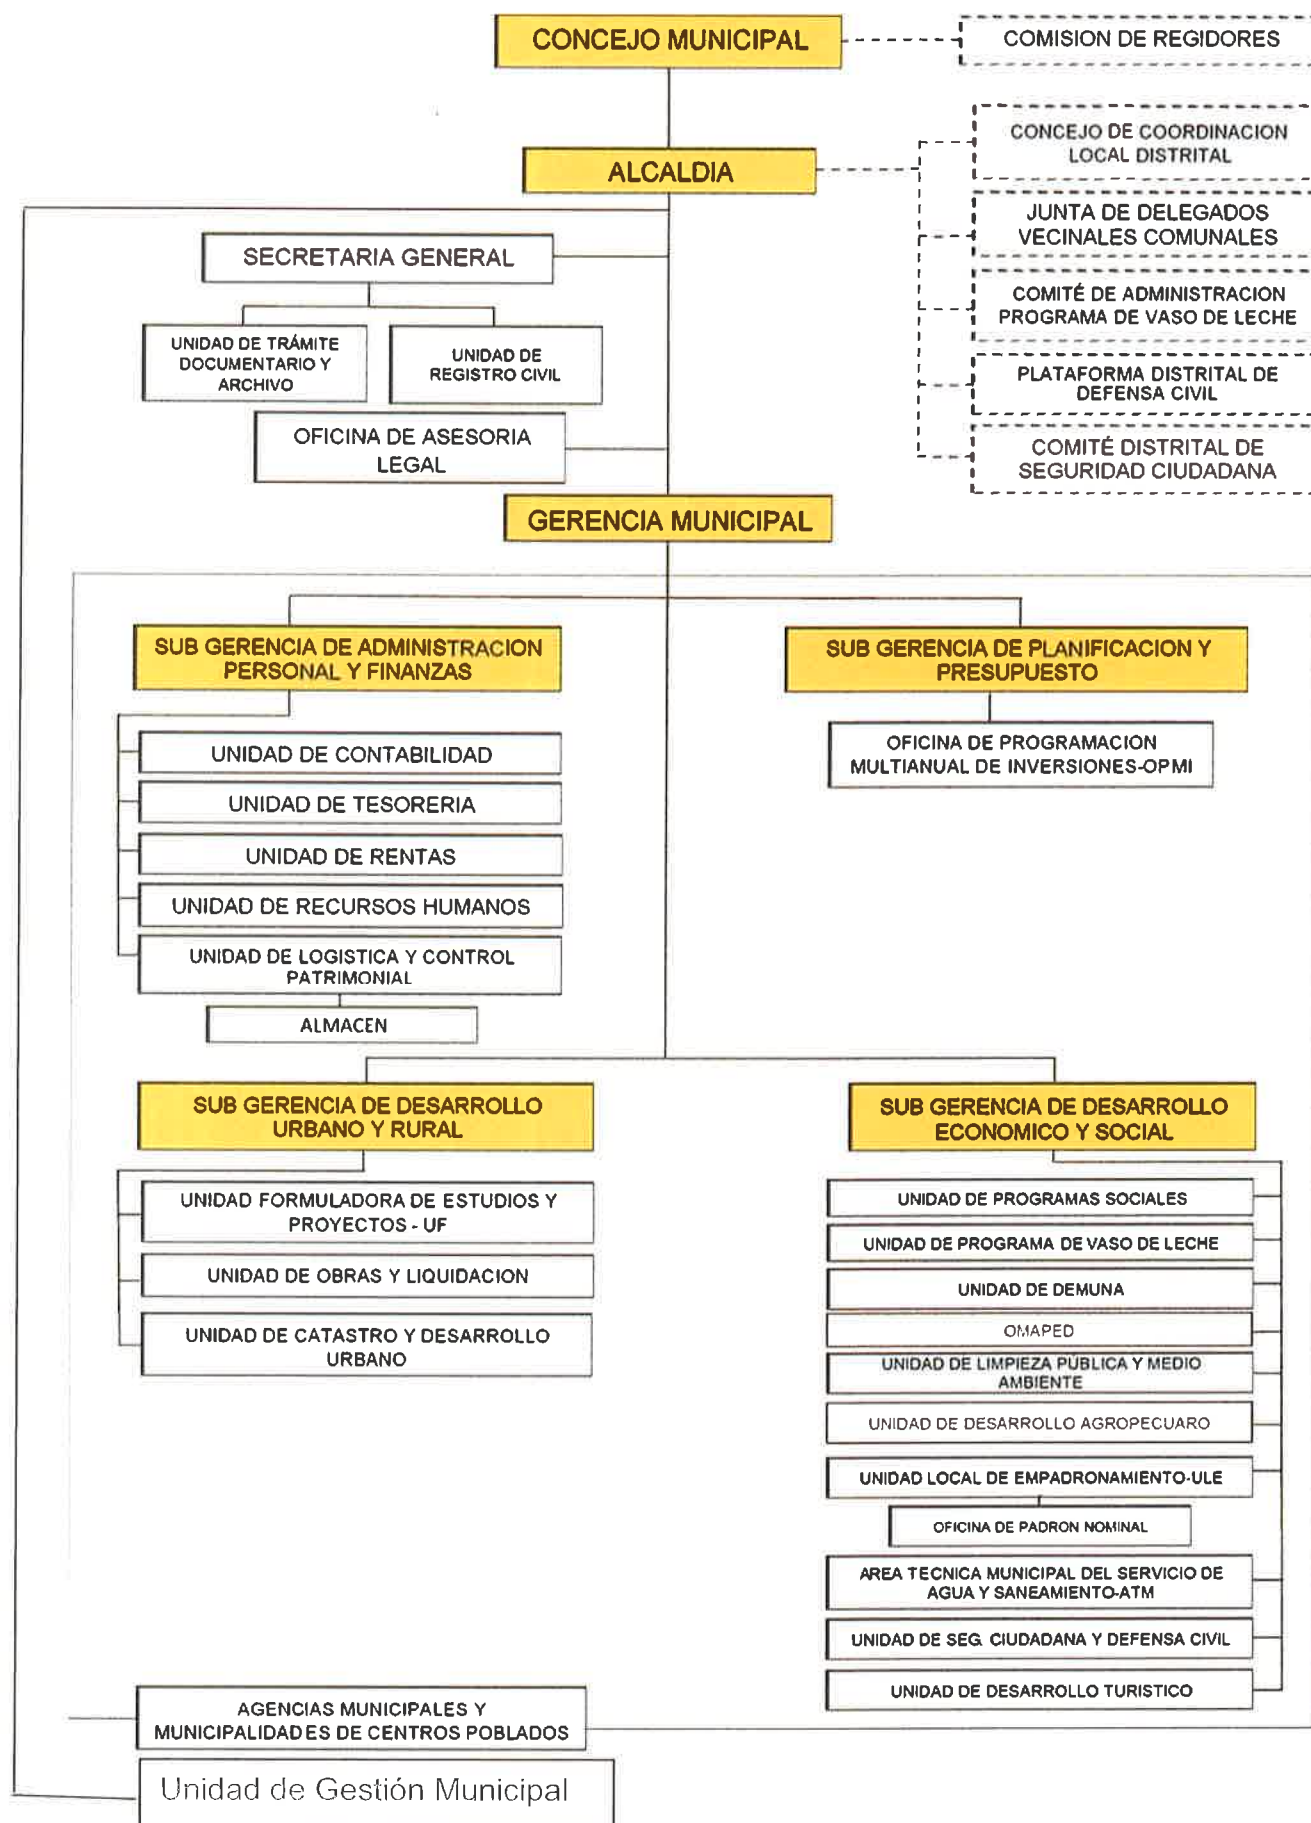 CONCEJO MUNICIPAL
COMISION DE REGIDORES
ALCALDIA
CONCEJO DE COORDINACION
LOCAL DISTRITAL
JUNTA DE DELEGADOS
VECINALES COMUNALES
COMITÉ DE ADMINISTRACION
PROGRAMA DE VASO DE LECHE
PLATAFORMA DISTRITAL DE
DEFENSA CIVIL
COMITÉ DISTRITAL DE
SEGURIDAD CIUDADANA
SECRETARIA GENERAL
UNIDAD DE TRÁMITE
DOCUMENTARIO Y
ARCHIVO
UNIDAD DE
REGISTRO CIVIL
OFICINA DE ASESORIA
LEGAL
GERENCIA MUNICIPAL
SUB GERENCIA DE ADMINISTRACION
PERSONAL Y FINANZAS
UNIDAD DE CONTABILIDAD
UNIDAD DE TESORERIA
UNIDAD DE RENTAS
UNIDAD DE RECURSOS HUMANOS
UNIDAD DE LOGISTICA Y CONTROL
PATRIMONIAL
ALMACEN
SUB GERENCIA DE PLANIFICACION Y
PRESUPUESTO
OFICINA DE PROGRAMACION
MULTIANUAL DE INVERSIONES-OPMI
SUB GERENCIA DE DESARROLLO
URBANO Y RURAL
UNIDAD FORMULADORA DE ESTUDIOS Y
PROYECTOS - UF
UNIDAD DE OBRAS Y LIQUIDACION
UNIDAD DE CATASTRO Y DESARROLLO
URBANO
SUB GERENCIA DE DESARROLLO
ECONOMICO Y SOCIAL
UNIDAD DE PROGRAMAS SOCIALES
UNIDAD DE PROGRAMA DE VASO DE LECHE
UNIDAD DE DEMUNA
OMAPED
UNIDAD DE LIMPIEZA PÚBLICA Y MEDIO
AMBIENTE
UNIDAD DE DESARROLLO AGROPECUARO
UNIDAD LOCAL DE EMPADRONAMIENTO-ULE
OFICINA DE PADRON NOMINAL
AREA TECNICA MUNICIPAL DEL SERVICIO DE
AGUA Y SANEAMIENTO-ATM
UNIDAD DE SEG. CIUDADANA Y DEFENSA CIVIL
UNIDAD DE DESARROLLO TURISTICO
AGENCIAS MUNICIPALES Y
MUNICIPALIDADES DE CENTROS POBLADOS
Unidad de Gestión Municipal